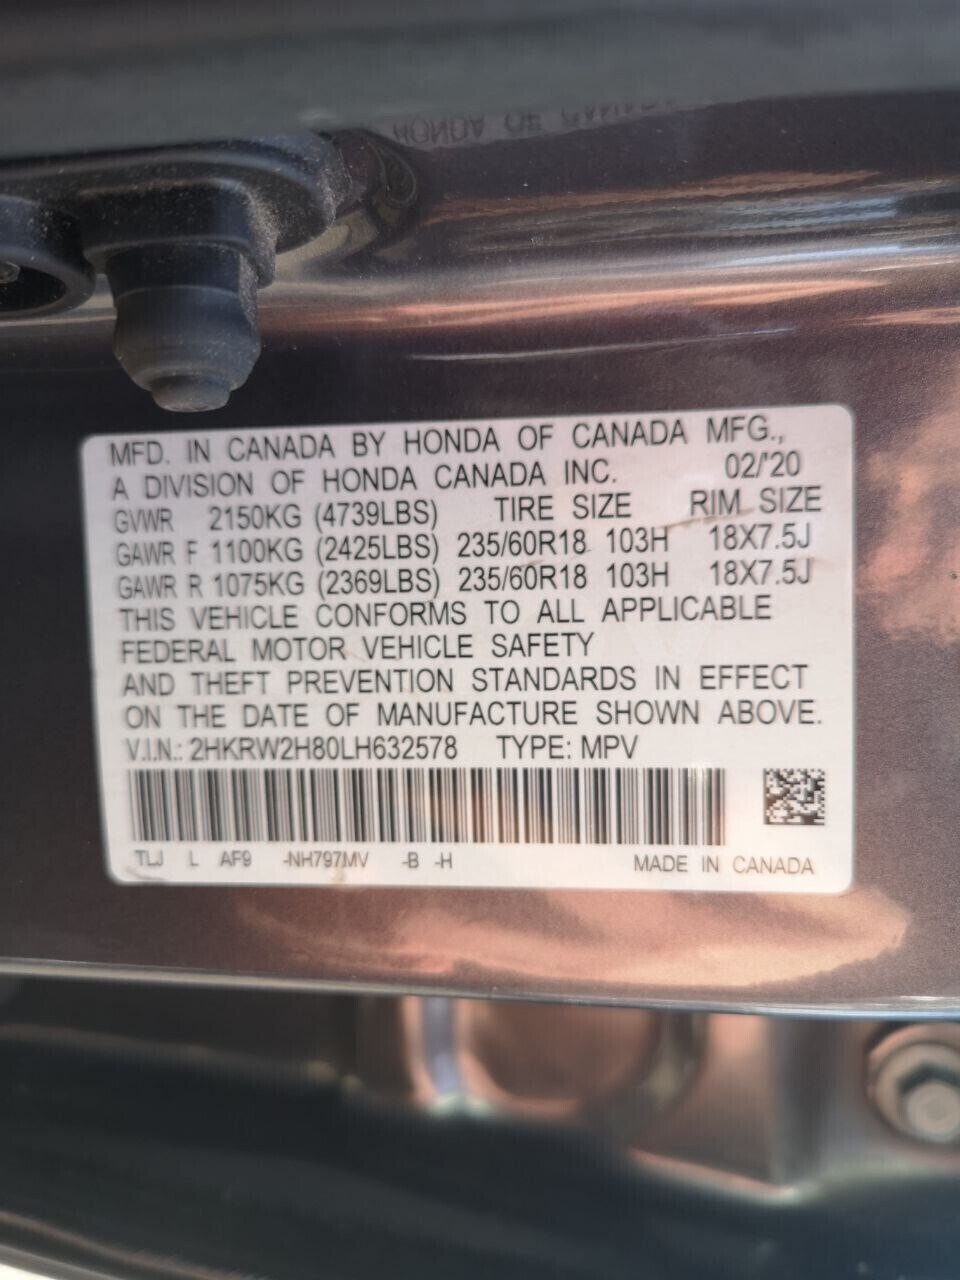 HONDA OF CANADA
MFD. IN CANADA BY HONDA OF CANADA MFG.,
A DIVISION OF HONDA CANADA INC. 02/'20
GVWR 2150KG (4739LBS) TIRE SIZE RIM SIZE
GAWR F 1100KG (2425LBS) 235/60R18 103H 18X7.5J
GAWR R 1075KG (2369LBS) 235/60R18 103H 18X7.5J
THIS VEHICLE CONFORMS TO ALL APPLICABLE
FEDERAL MOTOR VEHICLE SAFETY
AND THEFT PREVENTION STANDARDS IN EFFECT
ON THE DATE OF MANUFACTURE SHOWN ABOVE.
V.I.N.: 2HKRW2H80LH632578 TYPE: MPV
TLJ L AF9 -NH797MV -B -H MADE IN CANADA